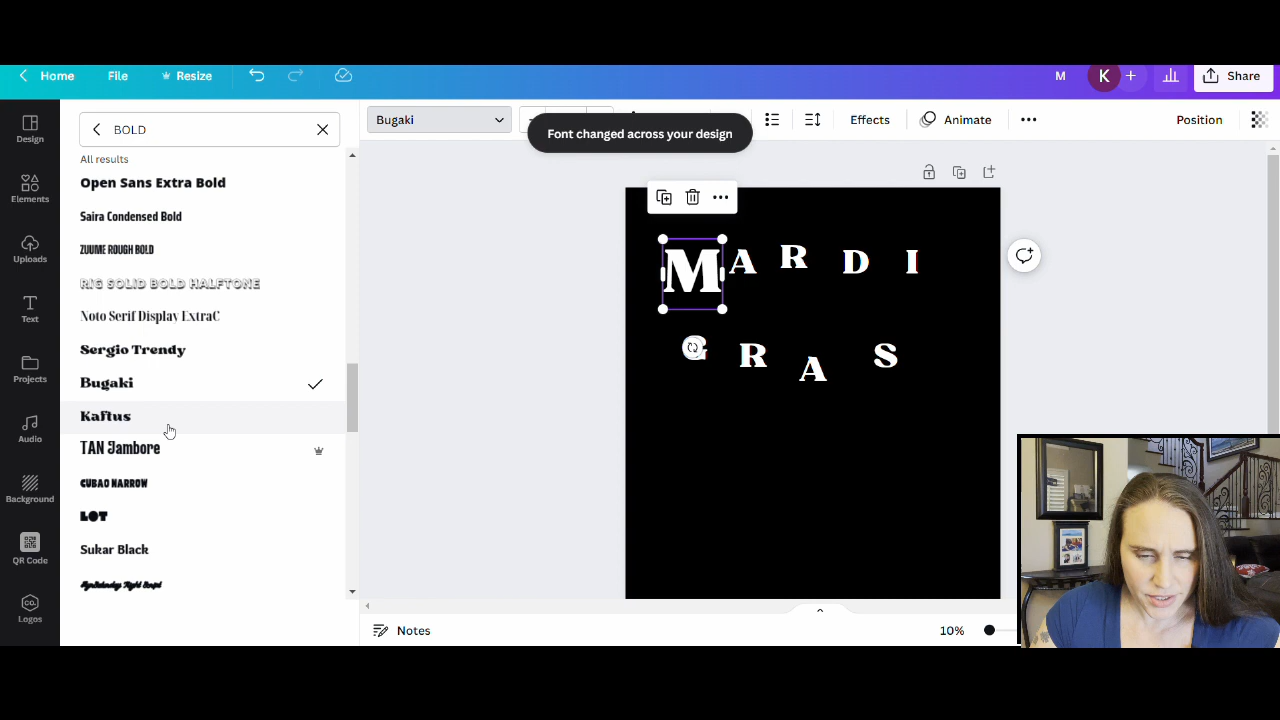 Home File Resize M K + Share
Design
Elements
Uploads
Text
Projects
Audio
Background
QR Code
CO.
Logos
BOLD
All results
Open Sans Extra Bold
Saira Condensed Bold
ZUUME ROUGH BOLD
RIG SOLID BOLD HALFTONE
Noto Serif Display ExtraC
Sergio Trendy
Bugaki
Kaftus
TAN Jambore
CUBAO NARROW
LOT
Sukar Black
Bugaki Effects Animate Position
Font changed across your design
M A R D I
G R A S
Notes 10%